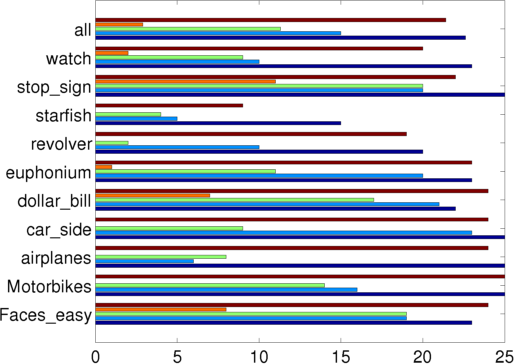 all
watch
stop_sign
starfish
revolver
euphonium
dollar_bill
car_side
airplanes
Motorbikes
Faces_easy
0 5 10 15 20 25